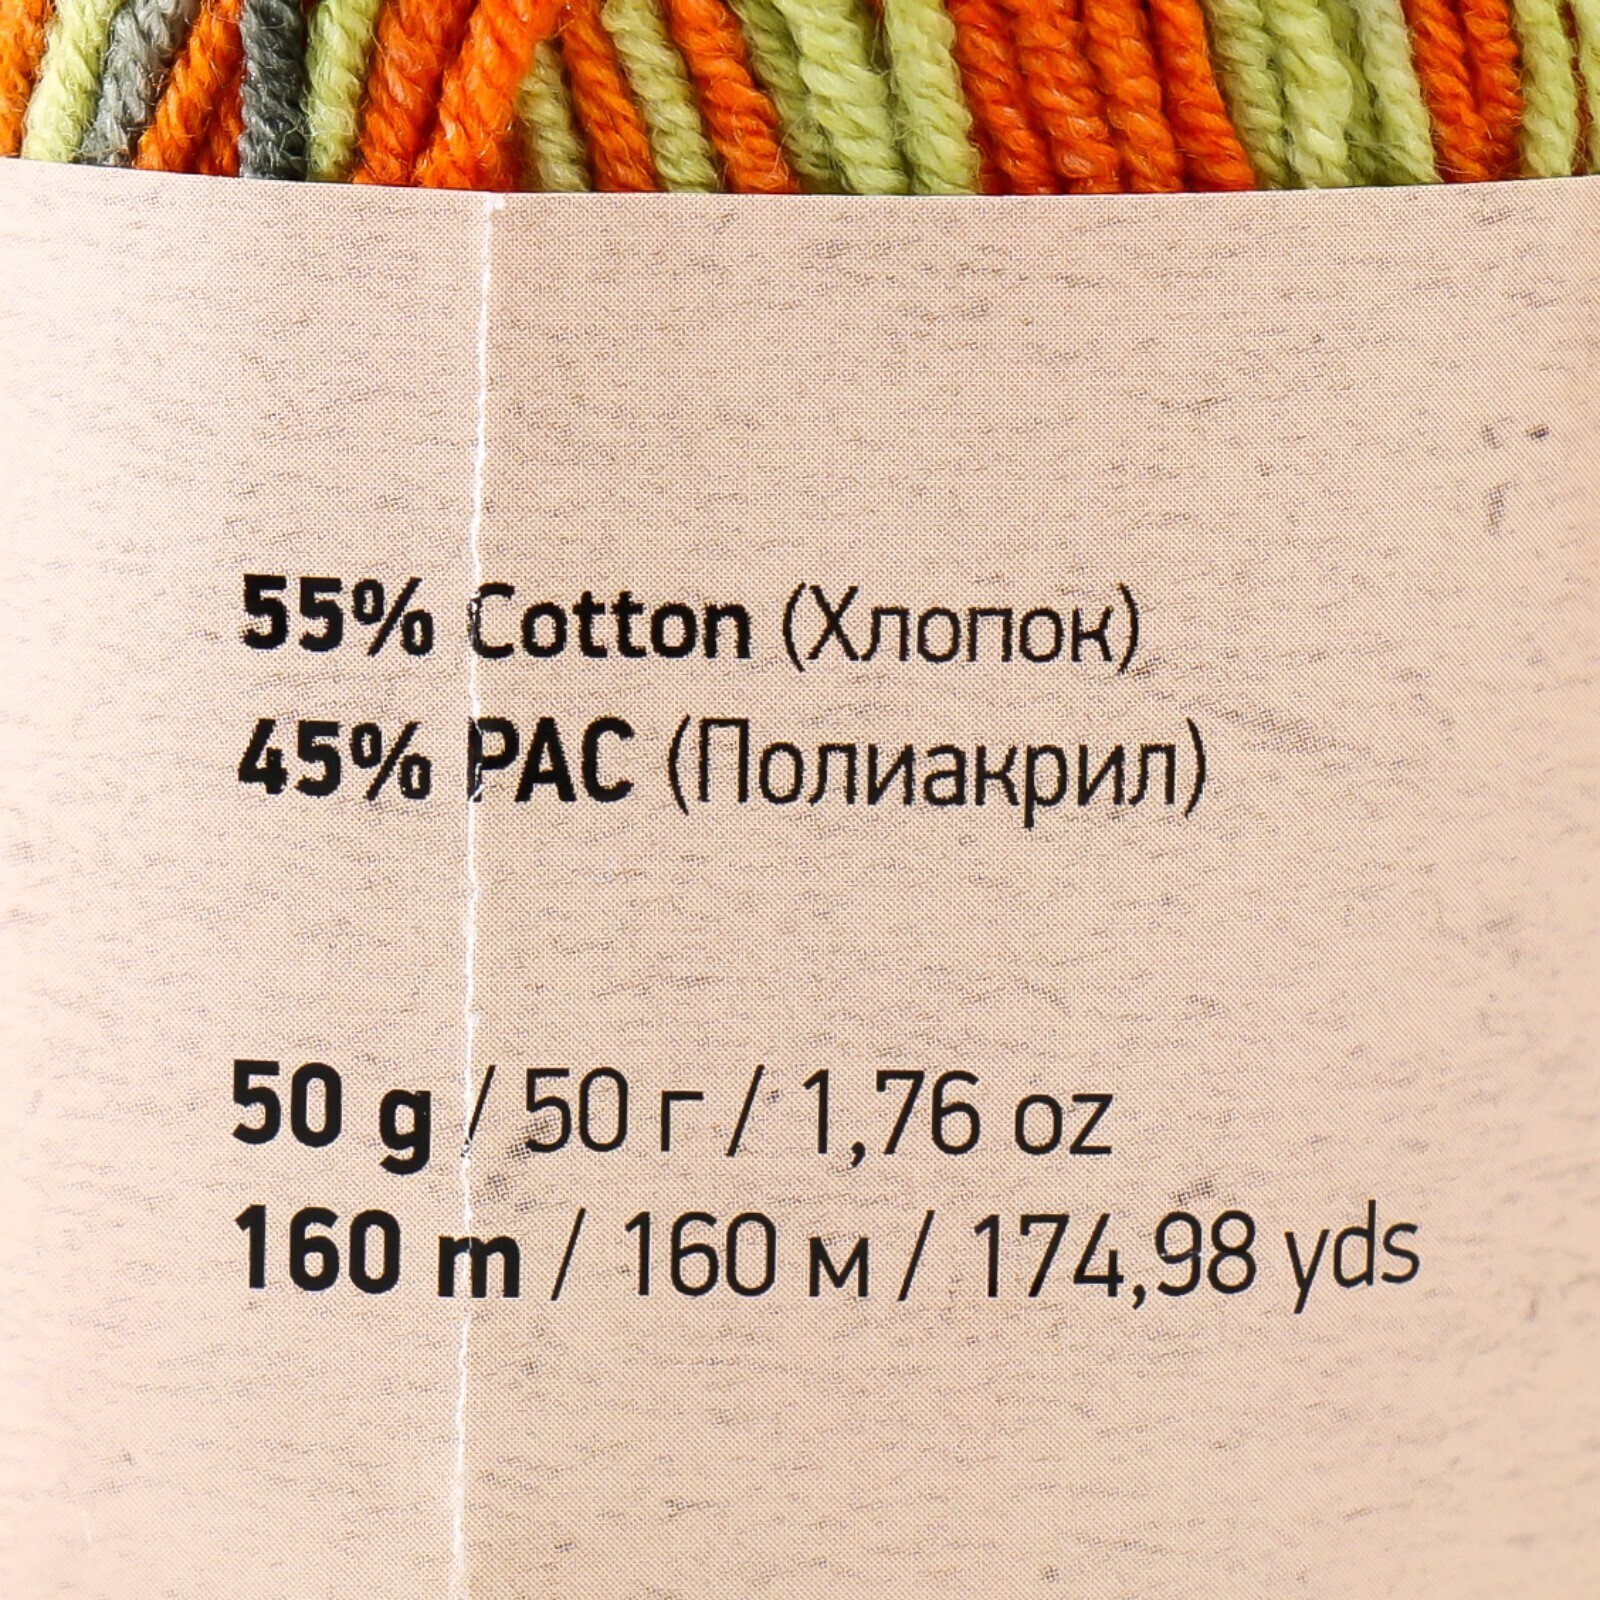 55% Cotton (Хлопок)
45% PAC (Полиакрил)
50 g / 50 г / 1,76 oz
160 m / 160 м / 174,98 yds